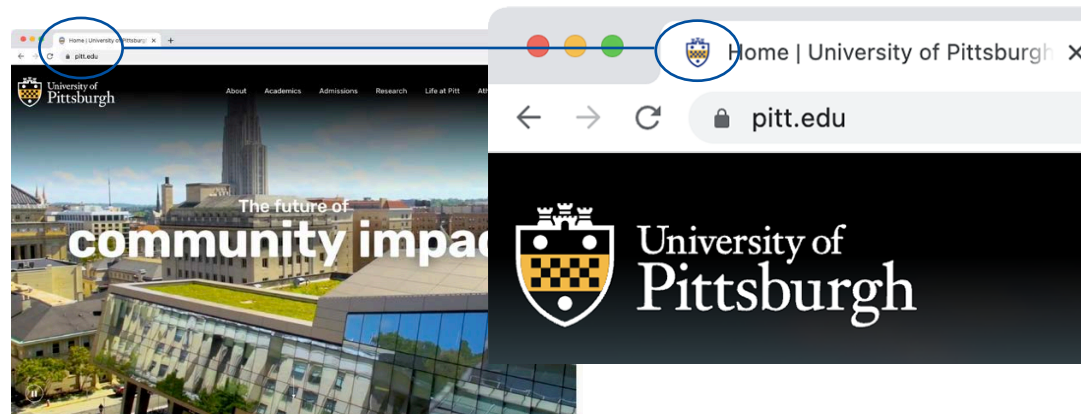 Home | University of Pittsburgh
pitt.edu
University of
Pittsburgh
About Academics Admissions Research Life at Pitt Ath
The future of
community impac
Home | University of Pittsburgh
pitt.edu
University of
Pittsburgh